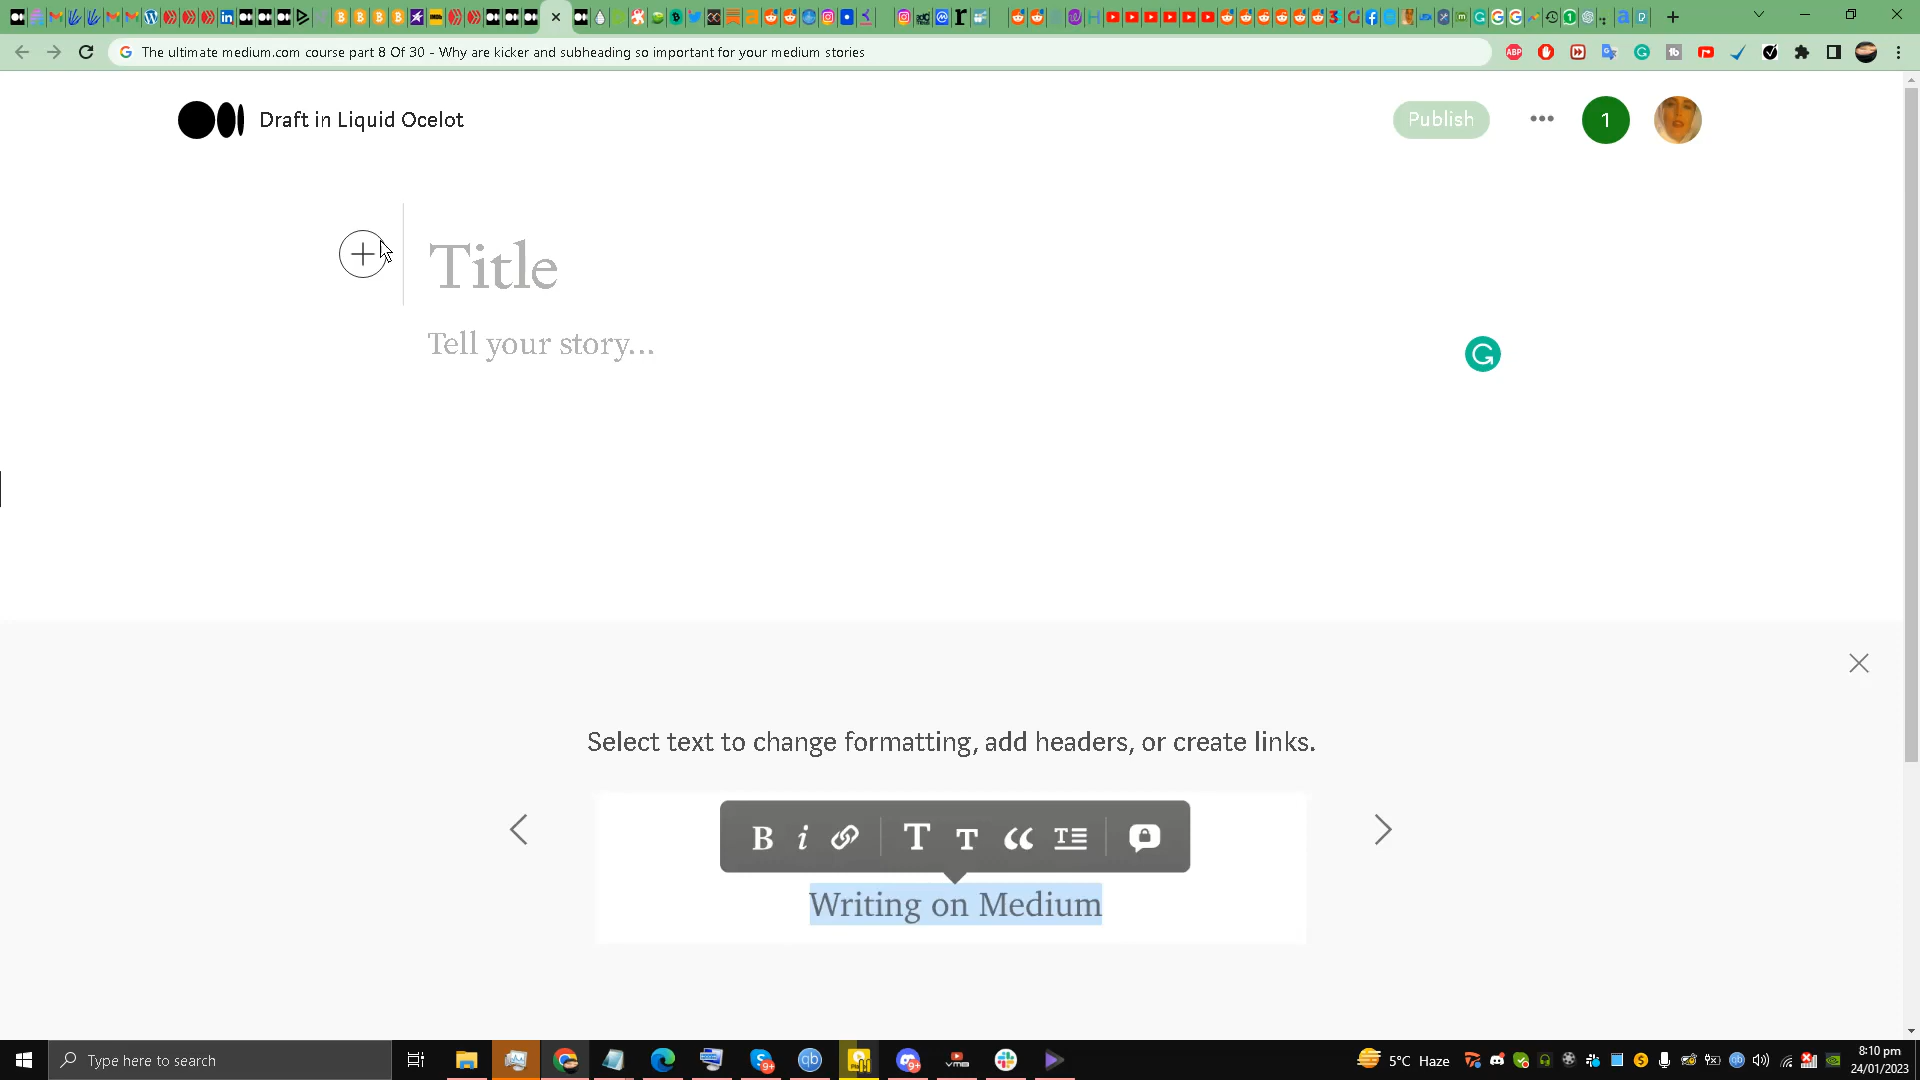 The ultimate medium.com course part 8 Of 30 - Why are kicker and subheading so important for your medium stories
Draft in Liquid Ocelot
Publish
1
Title
Tell your story...
Select text to change formatting, add headers, or create links.
B i T T
Writing on Medium
Type here to search
5°C Haze
8:10 pm
24/01/2023